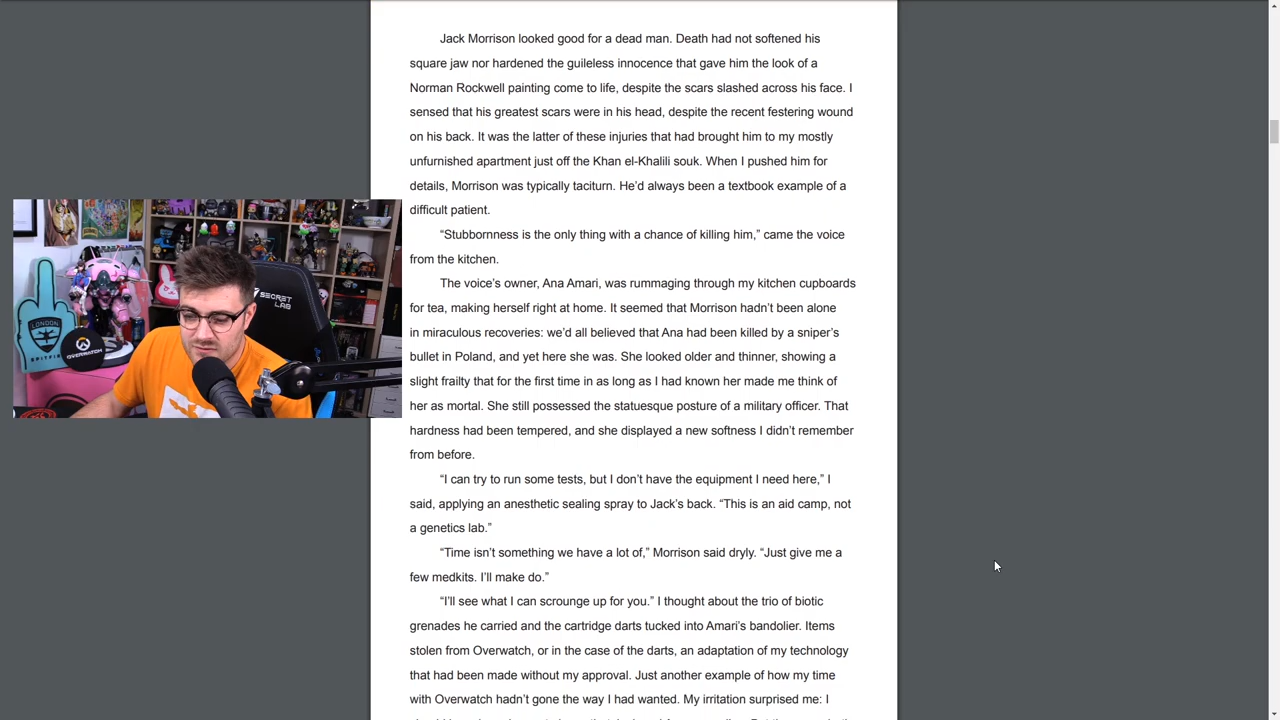 Jack Morrison looked good for a dead man. Death had not softened his
square jaw nor hardened the guileless innocence that gave him the look of a
Norman Rockwell painting come to life, despite the scars slashed across his face. I
sensed that his greatest scars were in his head, despite the recent festering wound
on his back. It was the latter of these injuries that had brought him to my mostly
unfurnished apartment just off the Khan el-Khalili souk. When I pushed him for
details, Morrison was typically taciturn. He’d always been a textbook example of a
difficult patient.
“Stubbornness is the only thing with a chance of killing him,” came the voice
from the kitchen.
The voice’s owner, Ana Amari, was rummaging through my kitchen cupboards
for tea, making herself right at home. It seemed that Morrison hadn’t been alone
in miraculous recoveries: we’d all believed that Ana had been killed by a sniper’s
bullet in Poland, and yet here she was. She looked older and thinner, showing a
slight frailty that for the first time in as long as I had known her made me think of
her as mortal. She still possessed the statuesque posture of a military officer. That
hardness had been tempered, and she displayed a new softness I didn’t remember
from before.
“I can try to run some tests, but I don’t have the equipment I need here,” I
said, applying an anesthetic sealing spray to Jack’s back. “This is an aid camp, not
a genetics lab.”
“Time isn’t something we have a lot of,” Morrison said dryly. “Just give me a
few medkits. I’ll make do.”
“I’ll see what I can scrounge up for you.” I thought about the trio of biotic
grenades he carried and the cartridge darts tucked into Amari’s bandolier. Items
stolen from Overwatch, or in the case of the darts, an adaptation of my technology
that had been made without my approval. Just another example of how my time
with Overwatch hadn’t gone the way I had wanted. My irritation surprised me: I
SECRET
LAB
LONDON
SPITFIRE
OVERWATCH